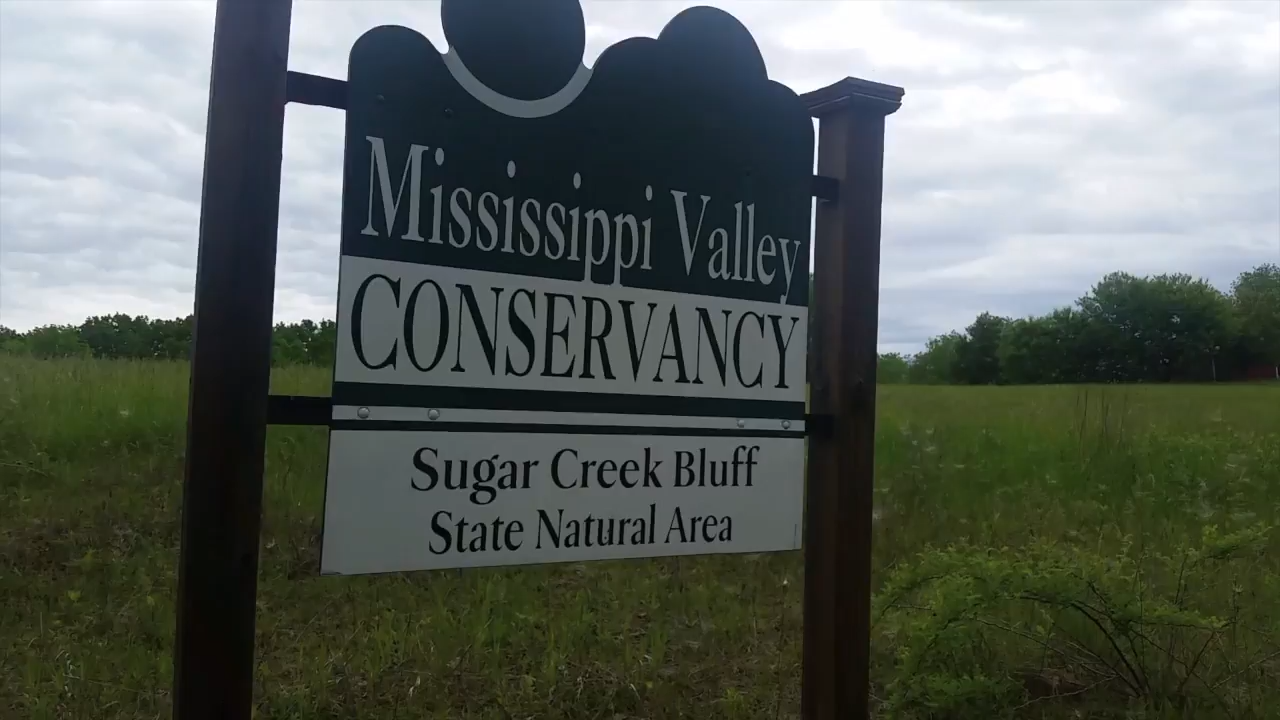 Mississippi Valley
CONSERVANCY
Sugar Creek Bluff
State Natural Area